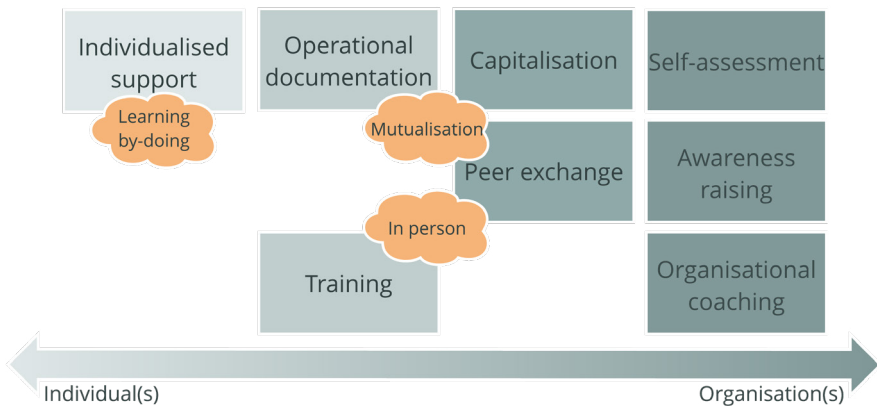 Individualised
support
Learning
by-doing
Operational
documentation
Mutualisation
Capitalisation
Self-assessment
Peer exchange
Awareness
raising
In person
Training
Organisational
coaching
Individual(s)
Organisation(s)